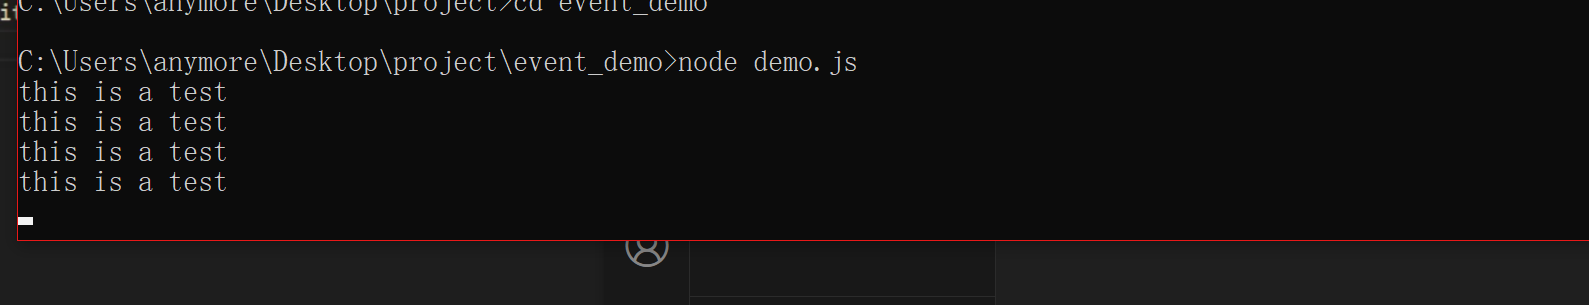 C:\Users\anymore\Desktop\project>cd event_demo
C:\Users\anymore\Desktop\project\event_demo>node demo.js
this is a test
this is a test
this is a test
this is a test